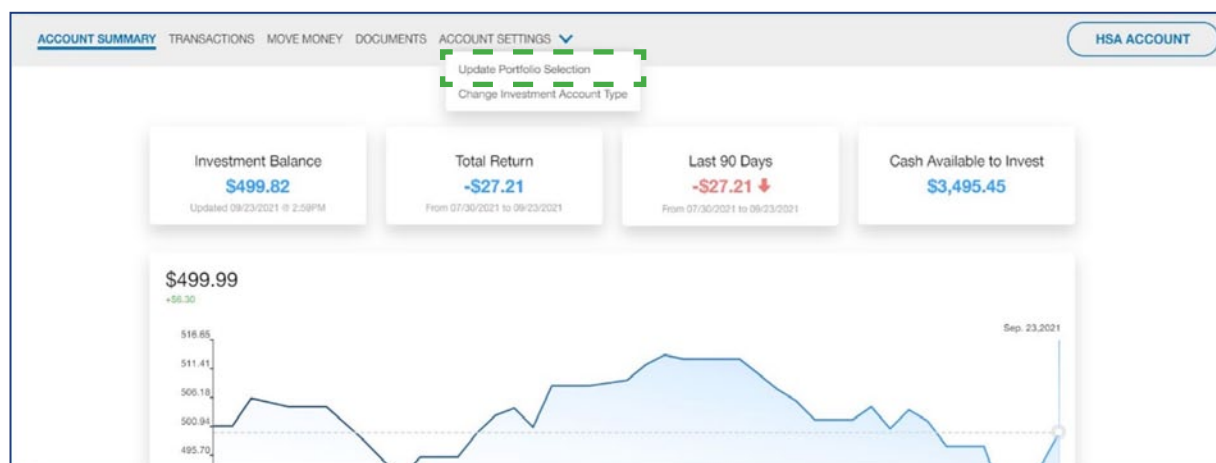 ACCOUNT SUMMARY TRANSACTIONS MOVE MONEY DOCUMENTS ACCOUNT SETTINGS HSA ACCOUNT
Update Portfolio Selection
Change Investment Account Type
Investment Balance
$499.82
Updated 09/23/2021 @ 2:59PM
Total Return
-$27.21
From 07/30/2021 to 09/23/2021
Last 90 Days
-$27.21
From 07/30/2021 to 09/23/2021
Cash Available to Invest
$3,495.45
$499.99
+$6.30
Sep. 23,2021
516.65
511.41
506.18
500.94
495.70